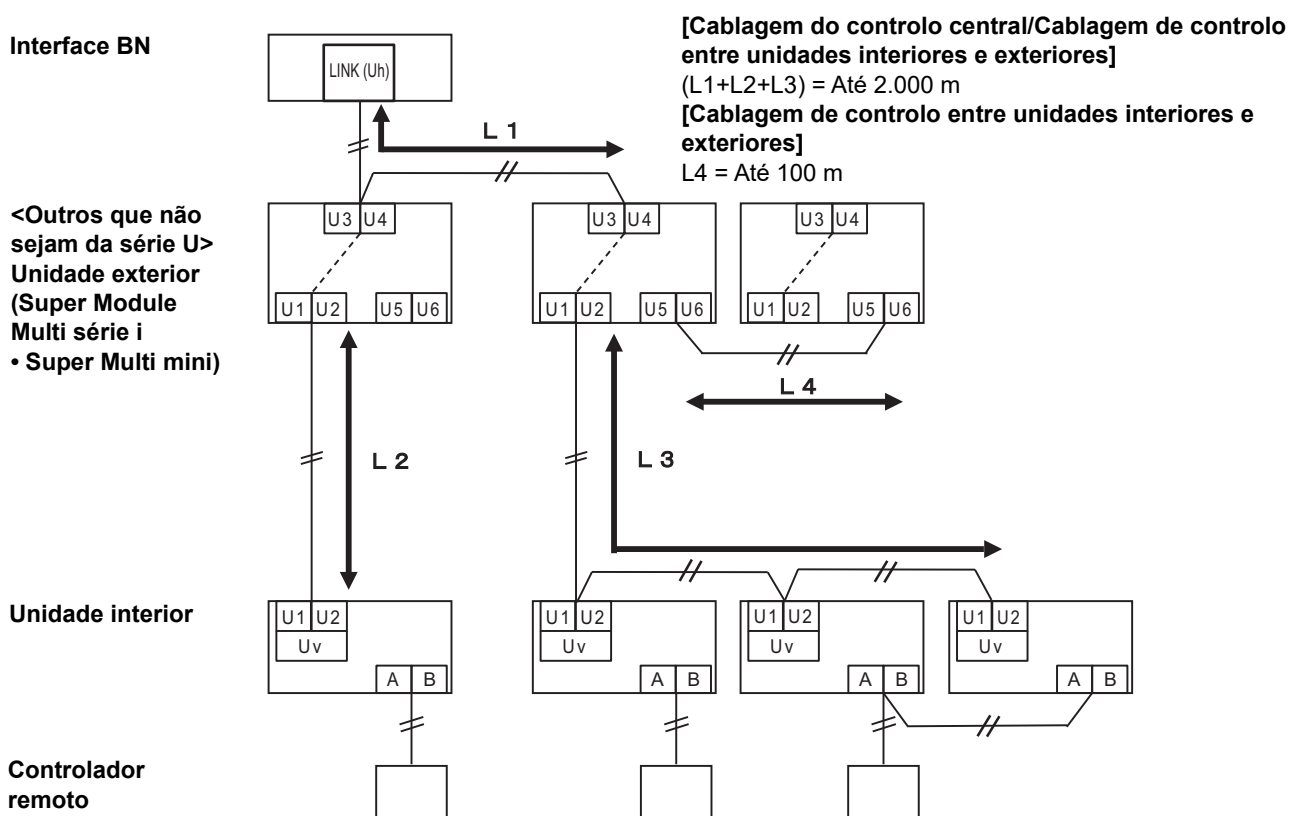 Interface BN
LINK (Uh)
[Cablagem do controlo central/Cablagem de controlo
entre unidades interiores e exteriores]
(L1+L2+L3) = Até 2.000 m
[Cablagem de controlo entre unidades interiores e
exteriores]
L4 = Até 100 m
L 1
<Outros que não
sejam da série U>
Unidade exterior
(Super Module
Multi série i
• Super Multi mini)
U3 U4
U1 U2
U5 U6
U3 U4
U1 U2
U5 U6
U3 U4
U1 U2
U5 U6
L 4
L 2
L 3
Unidade interior
U1 U2
Uv
A B
U1 U2
Uv
A B
U1 U2
Uv
A B
U1 U2
Uv
A B
Controlador
remoto